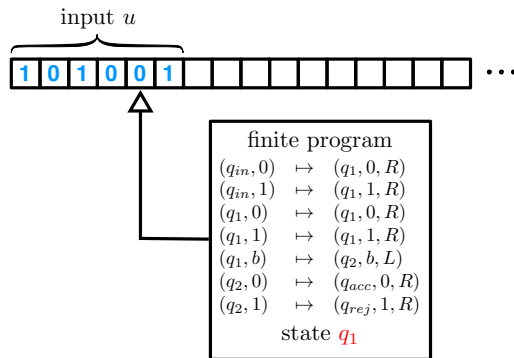 input u
1 0 1 0 0 1 ⋯
finite program
(q_in, 0) ↦ (q_1, 0, R)
(q_in, 1) ↦ (q_1, 1, R)
(q_1, 0) ↦ (q_1, 0, R)
(q_1, 1) ↦ (q_1, 1, R)
(q_1, b) ↦ (q_2, b, L)
(q_2, 0) ↦ (q_acc, 0, R)
(q_2, 1) ↦ (q_rej, 1, R)
state q_1